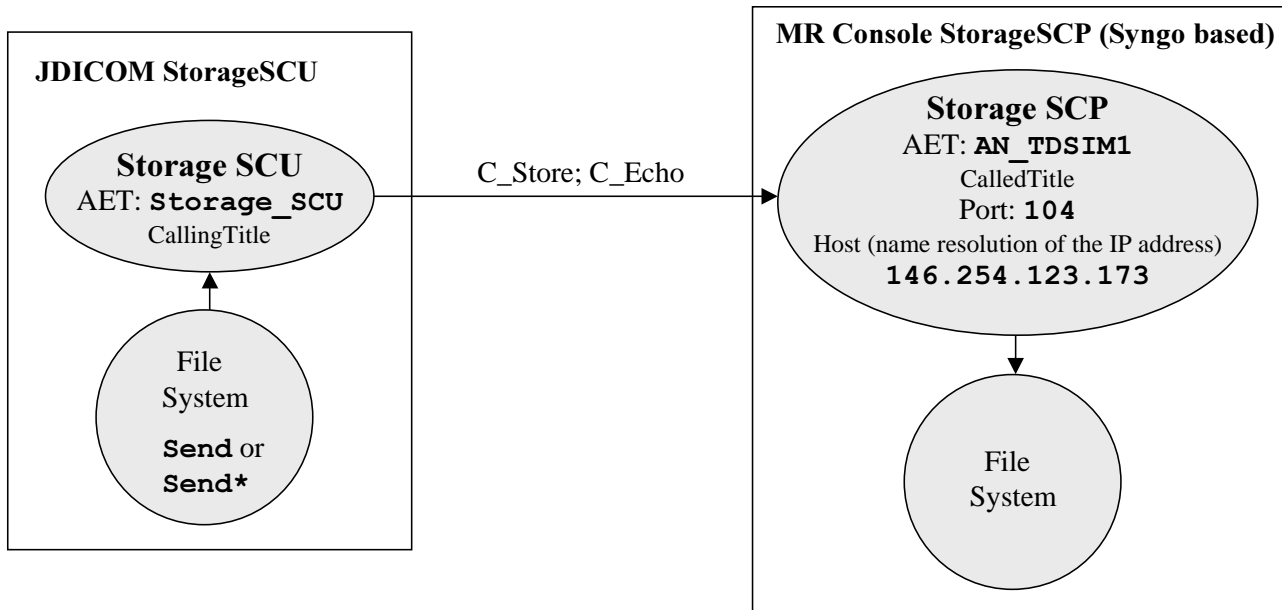 JDICOM StorageSCU
Storage SCU
AET: Storage_SCU
CallingTitle
File
System
Send or
Send*
C_Store; C_Echo
MR Console StorageSCP (Syngo based)
Storage SCP
AET: AN_TDSIM1
CalledTitle
Port: 104
Host (name resolution of the IP address)
146.254.123.173
File
System